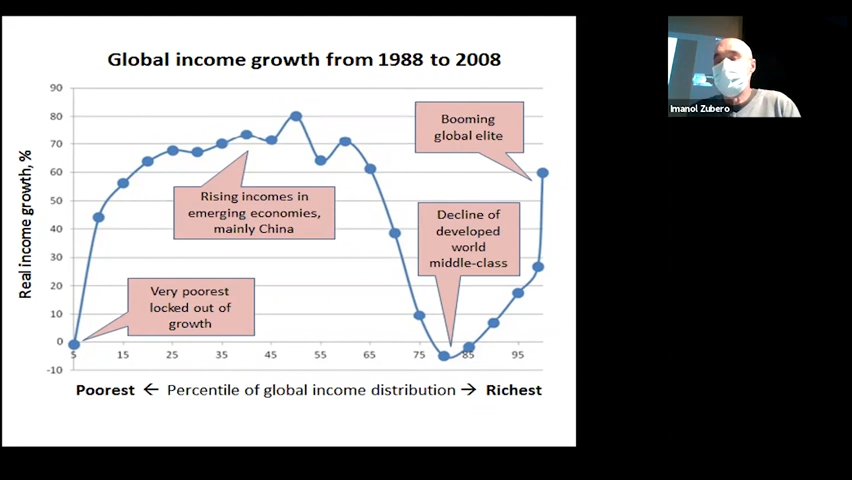 Global income growth from 1988 to 2008
Imanol Zubero
90
80
70
60
50
40
30
20
10
0
-10
Real income growth, %
Booming
global elite
Rising incomes in
emerging economies,
mainly China
Decline of
developed
world
middle-class
Very poorest
locked out of
growth
5 15 25 35 45 55 65 75 85 95
Poorest ← Percentile of global income distribution → Richest